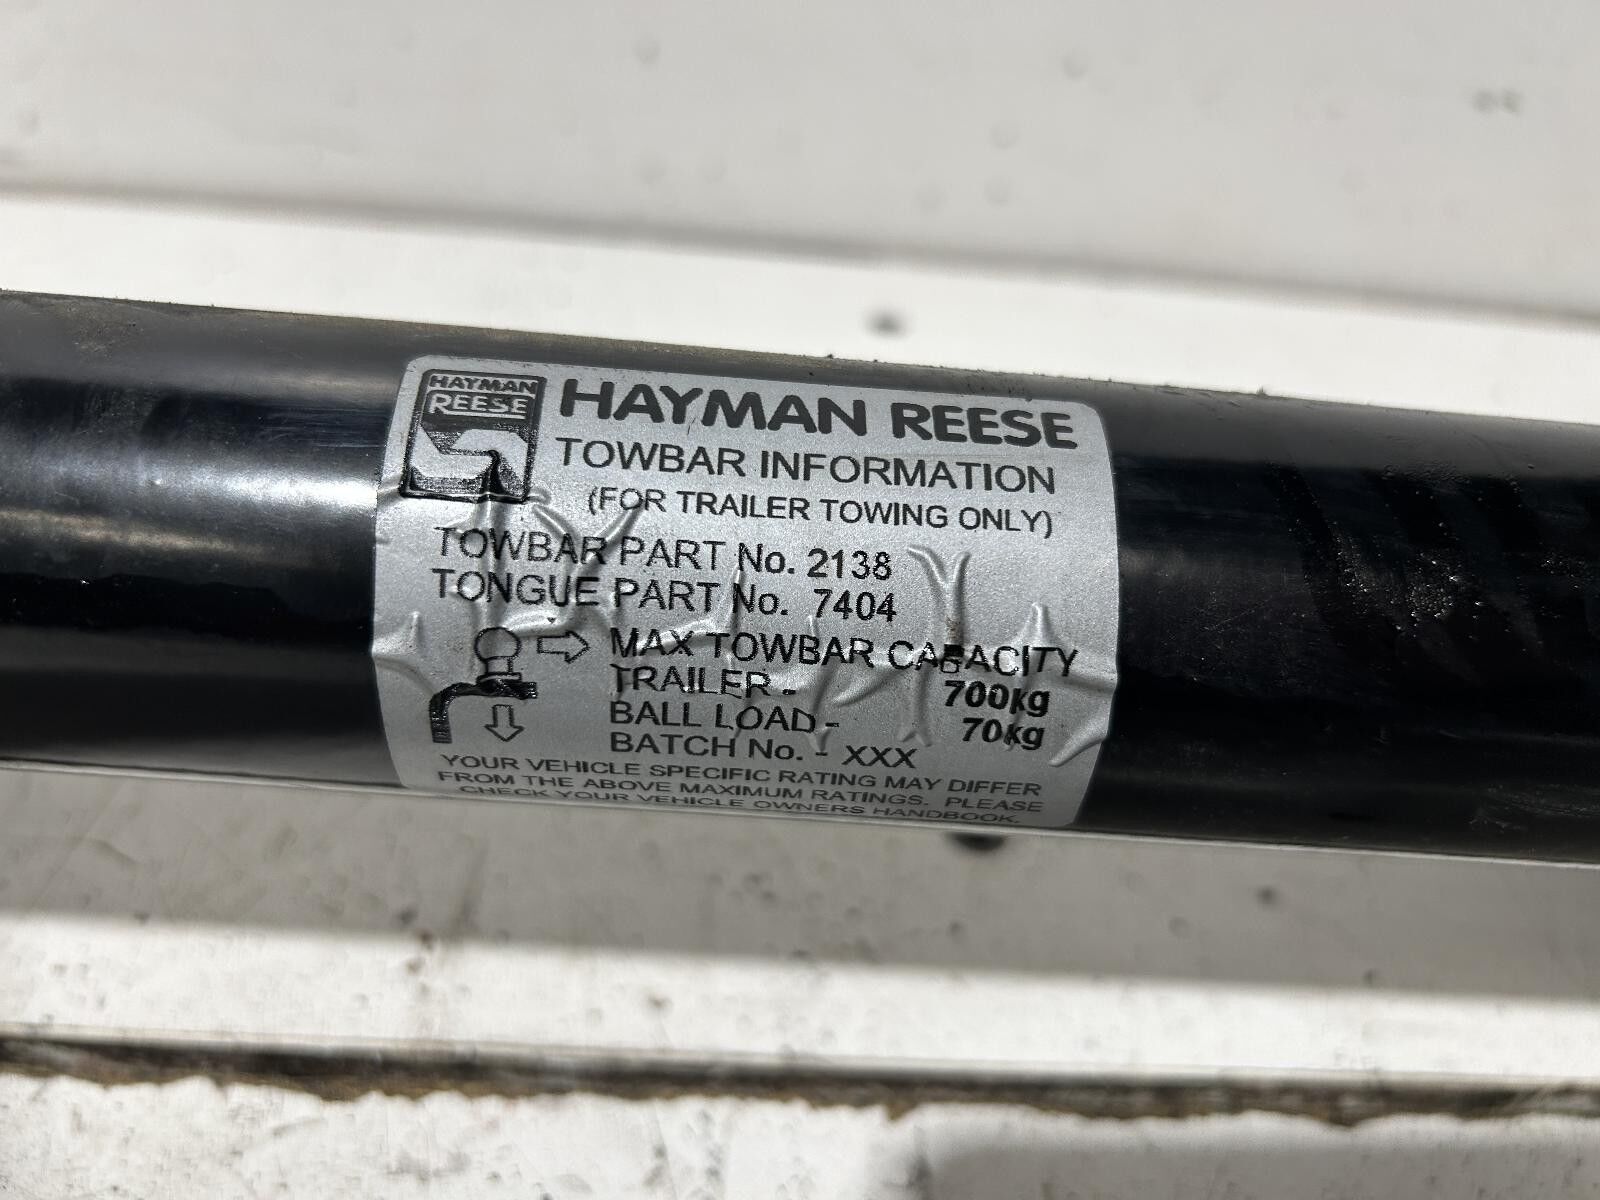 HAYMAN
REESE
HAYMAN REESE
TOWBAR INFORMATION
(FOR TRAILER TOWING ONLY)
TOWBAR PART No. 2138
TONGUE PART No. 7404
MAX TOWBAR CAPACITY
TRAILER - 700kg
BALL LOAD - 70kg
BATCH No. - XXX
YOUR VEHICLE SPECIFIC RATING MAY DIFFER
FROM THE ABOVE MAXIMUM RATINGS. PLEASE
CHECK YOUR VEHICLE OWNERS HANDBOOK.